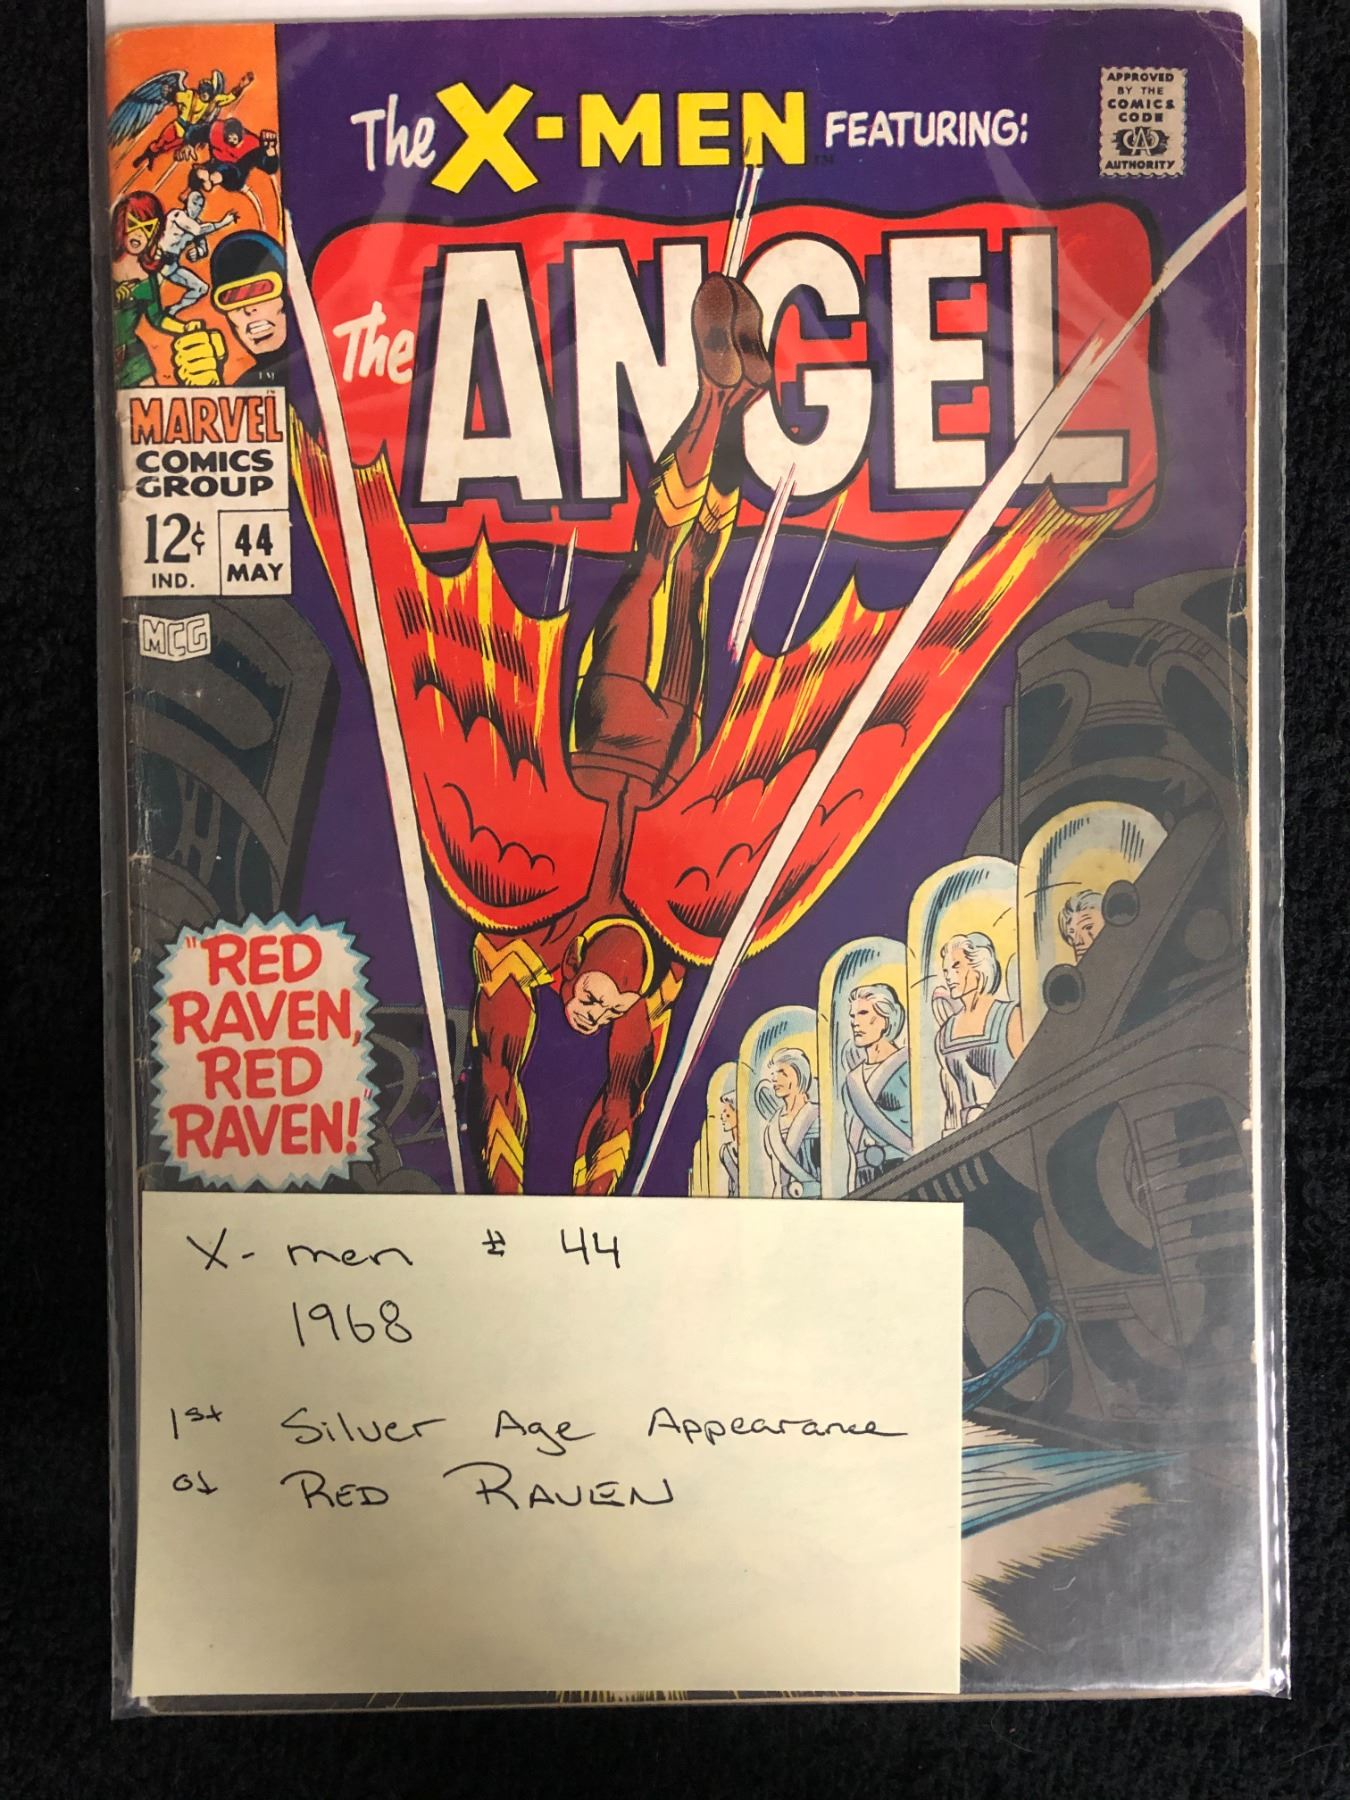 The X-MEN FEATURING:
APPROVED
BY THE
COMICS
CODE
CA
AUTHORITY
The ANGEL
TM
MARVEL
COMICS
GROUP
12¢ 44
IND. MAY
MCG
"RED
RAVEN,
RED
RAVEN!"
X-men # 44
1968
1st Silver Age Appearance
of RED RAVEN